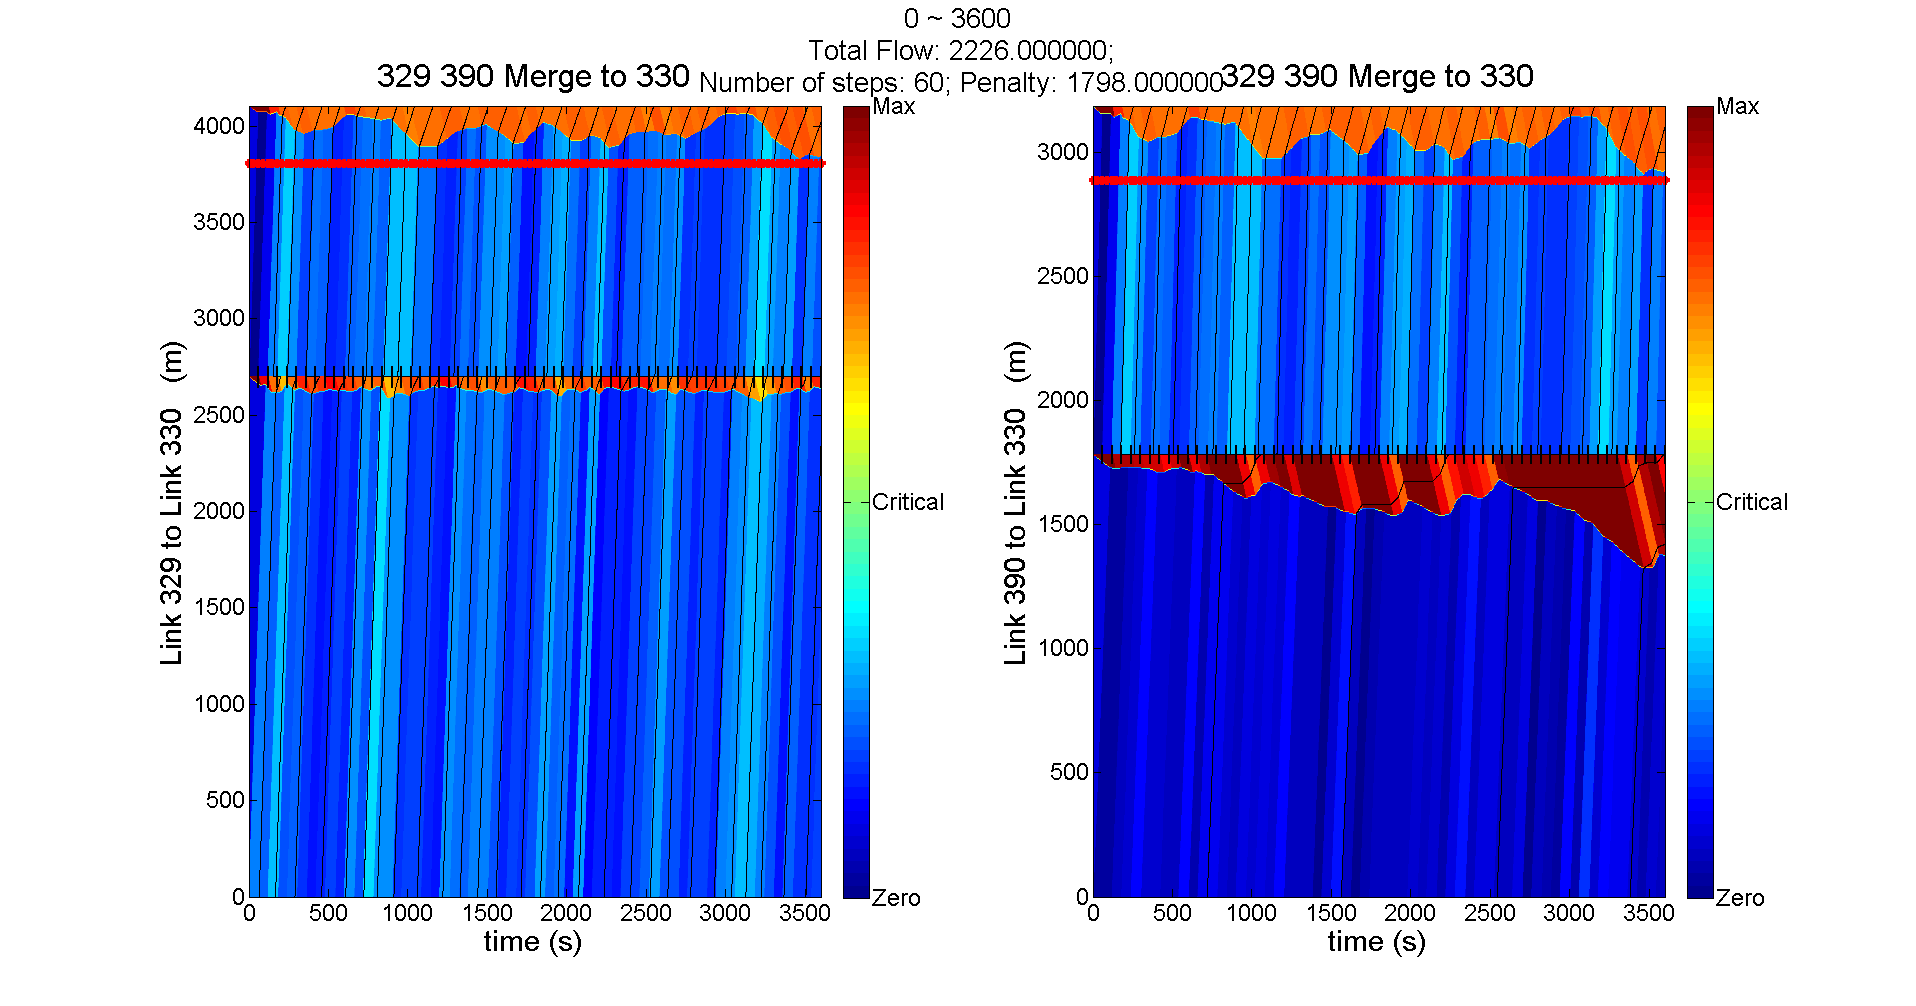 0 ~ 3600
Total Flow: 2226.000000;
Number of steps: 60; Penalty: 1798.000000
329 390 Merge to 330
Link 329 to Link 330 (m)
4000
3500
3000
2500
2000
1500
1000
500
0
0 500 1000 1500 2000 2500 3000 3500
time (s)
Max
Critical
Zero
329 390 Merge to 330
Link 390 to Link 330 (m)
3000
2500
2000
1500
1000
500
0
0 500 1000 1500 2000 2500 3000 3500
time (s)
Max
Critical
Zero